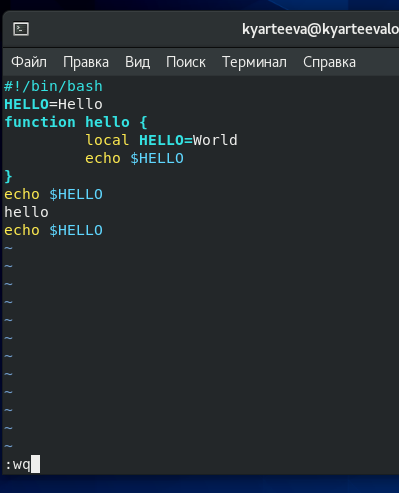 kyarteeva@kyarteevalo
Файл Правка Вид Поиск Терминал Справка
#!/bin/bash
HELLO=Hello
function hello {
        local HELLO=World
        echo $HELLO
}
echo $HELLO
hello
echo $HELLO
~
~
~
~
~
~
~
~
~
~
~
~
:wq